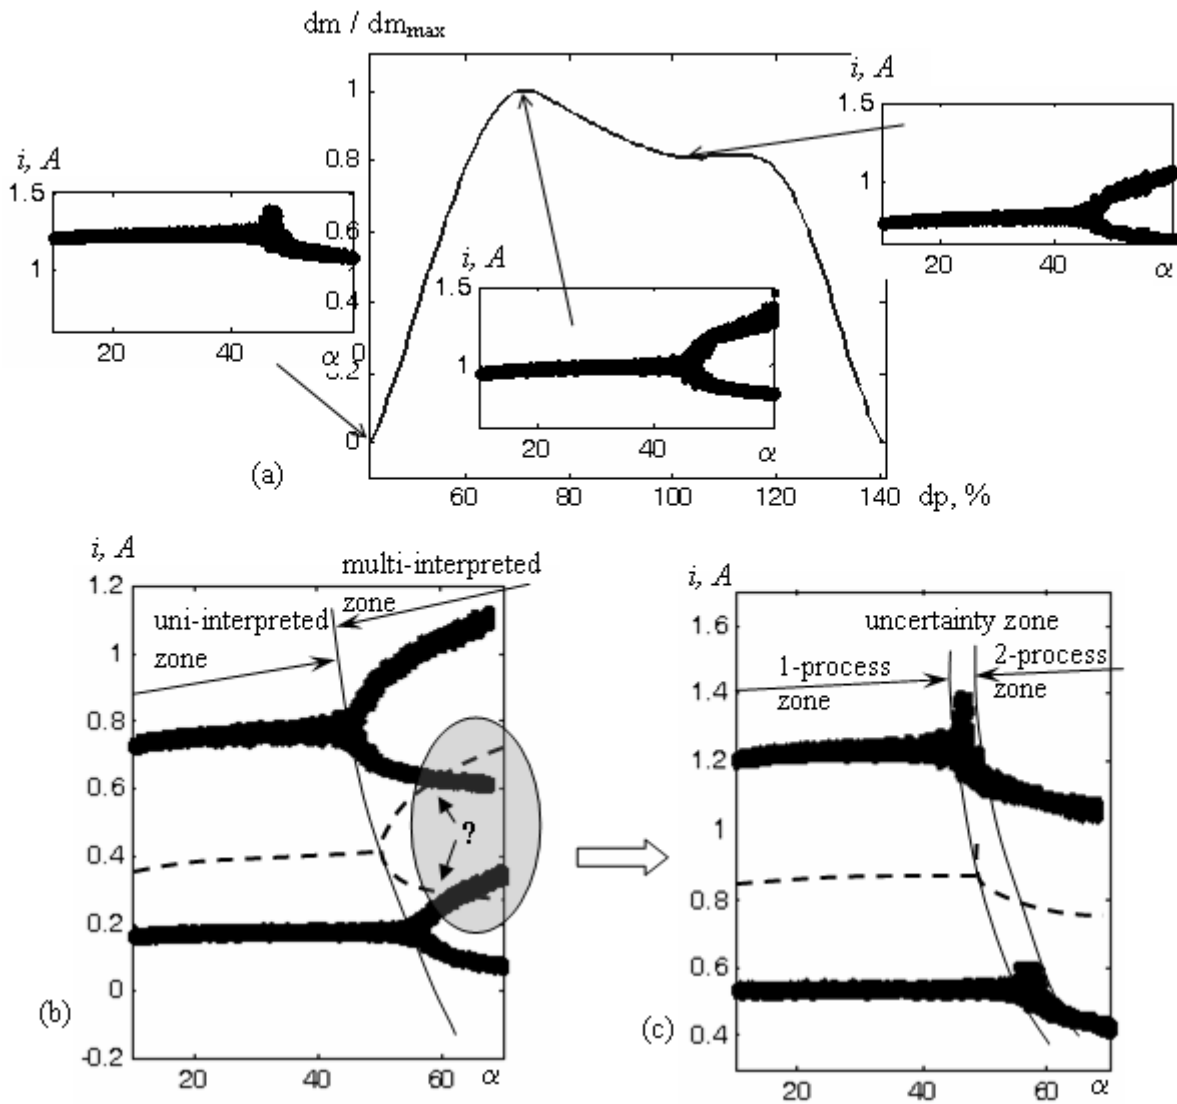 dm / dmmax
i, A
1.5
1
20
40
α
i, A
1.5
1
20
40
α
1
0.8
0.6
0.4
0.2
0
0
i, A
1.5
1
20
40
α
(a)
60
80
100
120
140
dp, %
i, A
1.2
1
0.8
0.6
0.4
0.2
0
-0.2
multi-interpreted
zone
uni-interpreted
zone
?
(b)
20
40
60
α
i, A
1.6
1.4
1.2
1
0.8
0.6
0.4
uncertainty zone
1-process
zone
2-process
zone
(c)
20
40
60
α